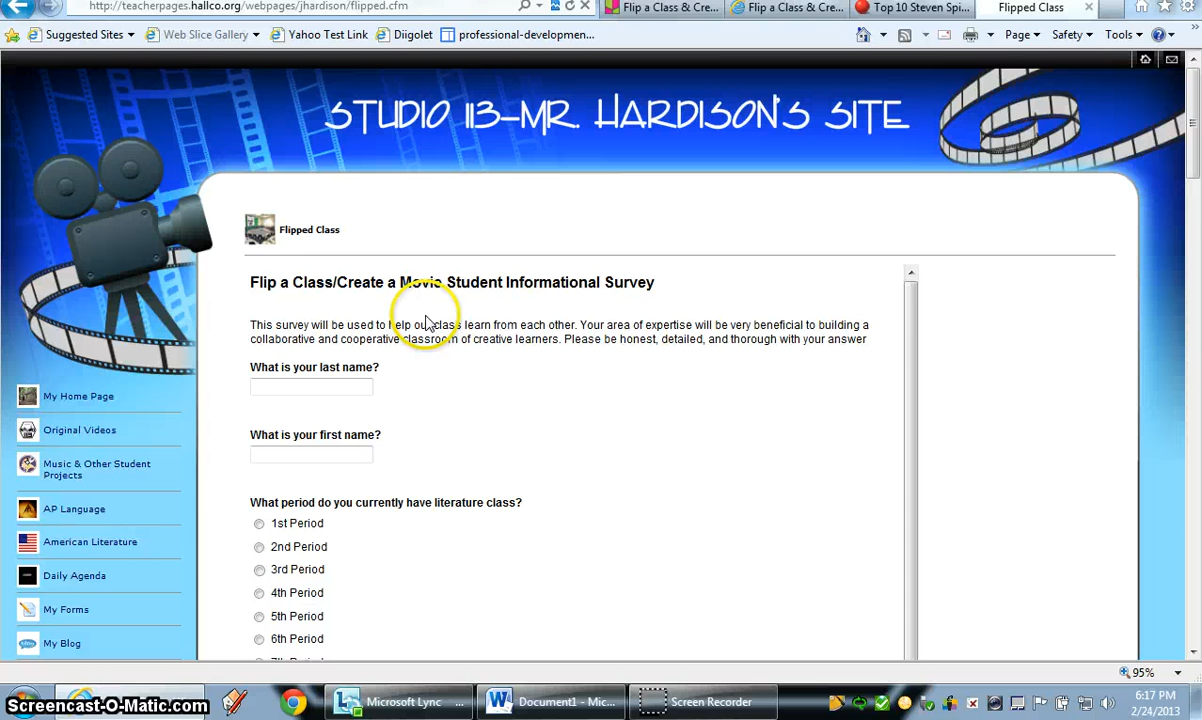 http://teacherpages.hallco.org/webpages/jhardison/flipped.cfm
Flip a Class & Cre...
Flip a Class & Cre...
Top 10 Steven Spi...
Flipped Class
Suggested Sites
Web Slice Gallery
Yahoo Test Link
Diigolet
professional-developmen...
Page
Safety
Tools
STUDIO 113-MR. HARDISON'S SITE
Flipped Class
Flip a Class/Create a Movie Student Informational Survey
This survey will be used to help our class learn from each other. Your area of expertise will be very beneficial to building a
collaborative and cooperative classroom of creative learners. Please be honest, detailed, and thorough with your answer
What is your last name?
What is your first name?
What period do you currently have literature class?
1st Period
2nd Period
3rd Period
4th Period
5th Period
6th Period
My Home Page
Original Videos
Music & Other Student
Projects
AP Language
American Literature
Daily Agenda
My Forms
My Blog
95%
Screencast-O-Matic.com
Microsoft Lync ...
Document1 - Mic...
Screen Recorder
6:17 PM
2/24/2013